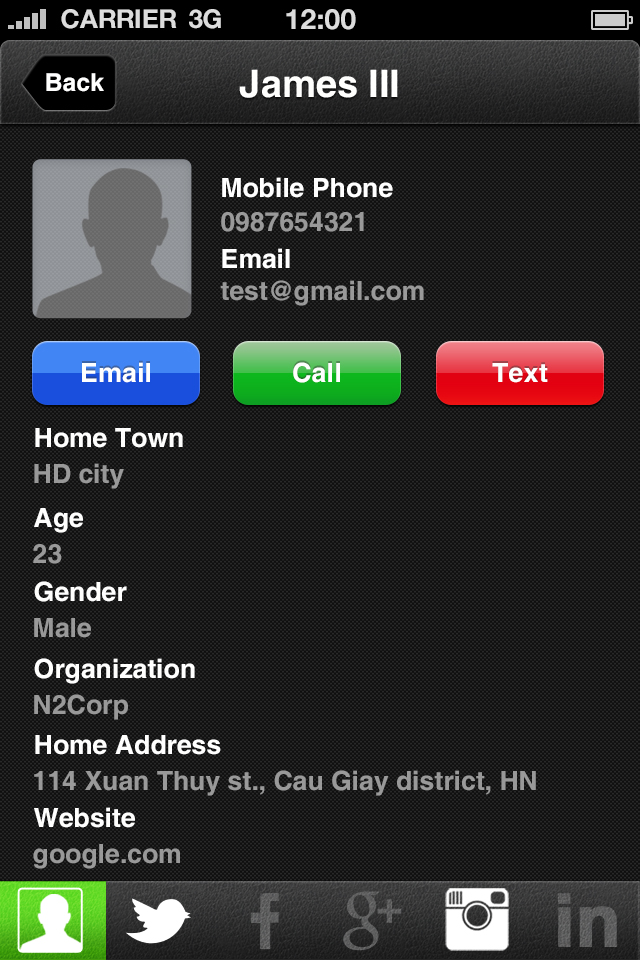 CARRIER 3G 12:00
Back
James III
Mobile Phone
0987654321
Email
test@gmail.com
Email Call Text
Home Town
HD city
Age
23
Gender
Male
Organization
N2Corp
Home Address
114 Xuan Thuy st., Cau Giay district, HN
Website
google.com
f g+ in